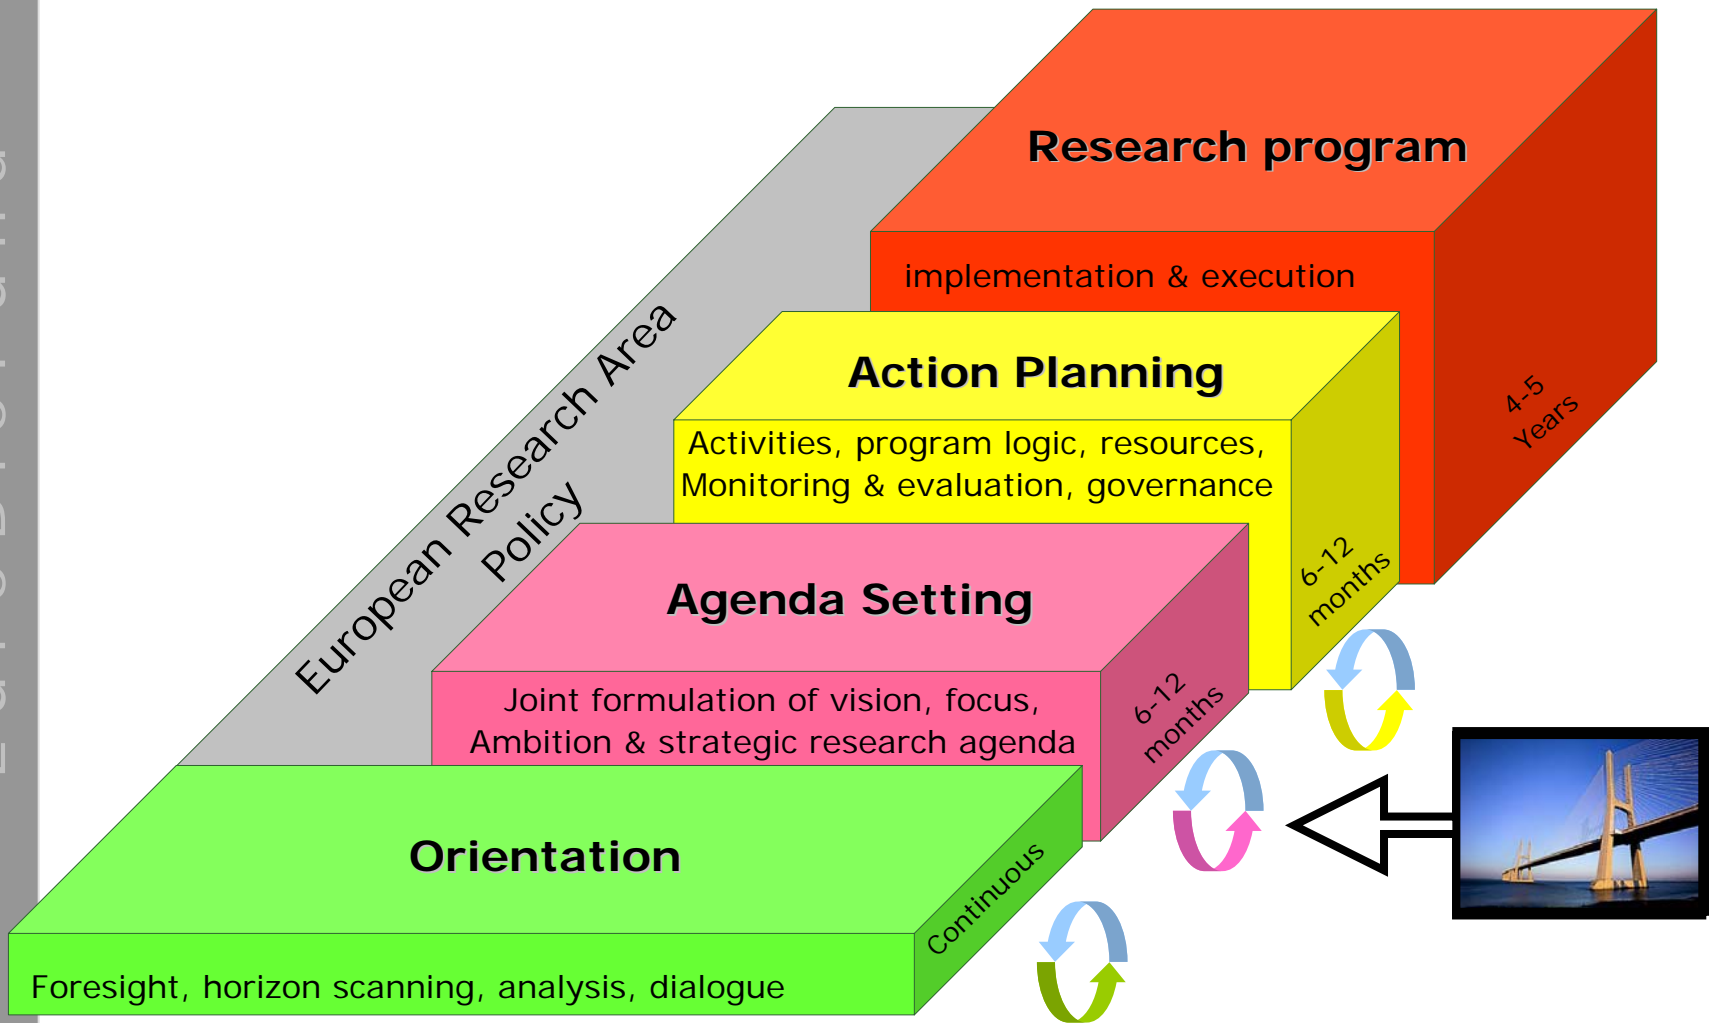 Research program
implementation & execution
4-5
Years
Action Planning
Activities, program logic, resources,
Monitoring & evaluation, governance
6-12
months
European Research Area
Policy
Agenda Setting
Joint formulation of vision, focus,
Ambition & strategic research agenda
6-12
months
Orientation
Continuous
Foresight, horizon scanning, analysis, dialogue